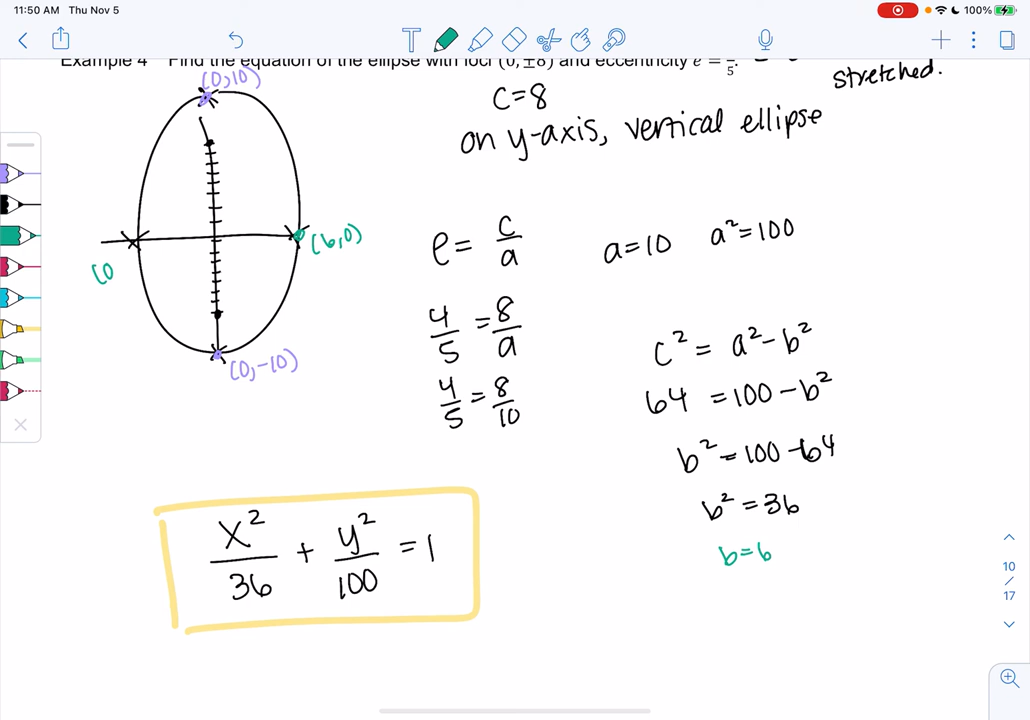 11:50 AM Thu Nov 5
100%
T
Example 4 Find the equation of the ellipse with foci (0, ±8) and eccentricity e = /5.
stretched.
(0,10)
c=8
on y-axis, vertical ellipse
(6,0)
(0
(0,-10)
e = c/a
a=10 a²=100
4/5 = 8/a
4/5 = 8/10
c² = a²-b²
64 = 100-b²
b² = 100-64
b² = 36
b=6
x²/36 + y²/100 = 1
10
/
17